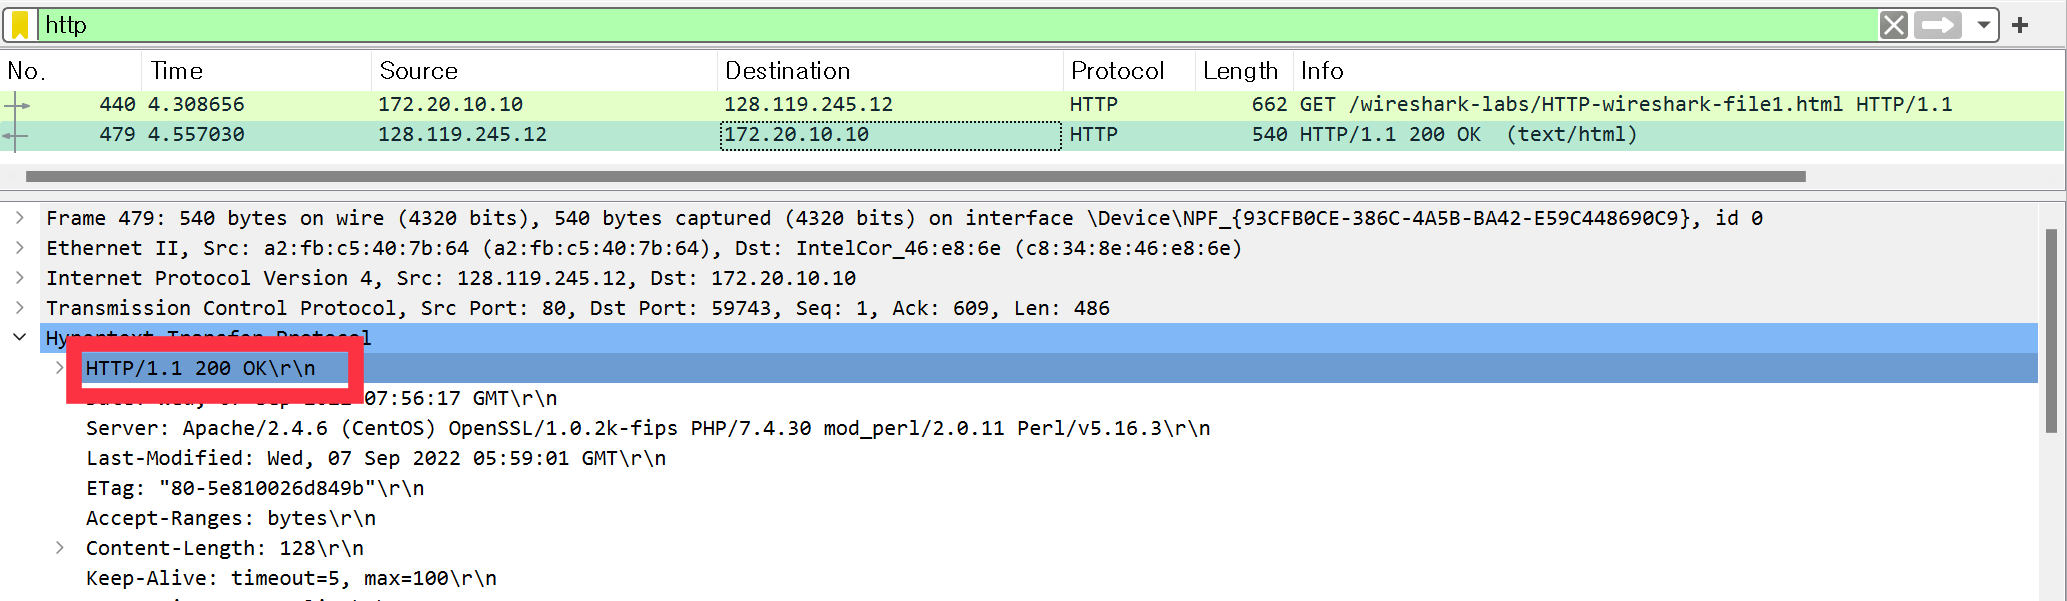 http
No. Time Source Destination Protocol Length Info
440 4.308656 172.20.10.10 128.119.245.12 HTTP 662 GET /wireshark-labs/HTTP-wireshark-file1.html HTTP/1.1
479 4.557030 128.119.245.12 172.20.10.10 HTTP 540 HTTP/1.1 200 OK (text/html)
Frame 479: 540 bytes on wire (4320 bits), 540 bytes captured (4320 bits) on interface \Device\NPF_{93CFB0CE-386C-4A5B-BA42-E59C448690C9}, id 0
Ethernet II, Src: a2:fb:c5:40:7b:64 (a2:fb:c5:40:7b:64), Dst: IntelCor_46:e8:6e (c8:34:8e:46:e8:6e)
Internet Protocol Version 4, Src: 128.119.245.12, Dst: 172.20.10.10
Transmission Control Protocol, Src Port: 80, Dst Port: 59743, Seq: 1, Ack: 609, Len: 486
Hypertext Transfer Protocol
HTTP/1.1 200 OK\r\n
Date: Wed, 07 Sep 2022 07:56:17 GMT\r\n
Server: Apache/2.4.6 (CentOS) OpenSSL/1.0.2k-fips PHP/7.4.30 mod_perl/2.0.11 Perl/v5.16.3\r\n
Last-Modified: Wed, 07 Sep 2022 05:59:01 GMT\r\n
ETag: "80-5e810026d849b"\r\n
Accept-Ranges: bytes\r\n
Content-Length: 128\r\n
Keep-Alive: timeout=5, max=100\r\n